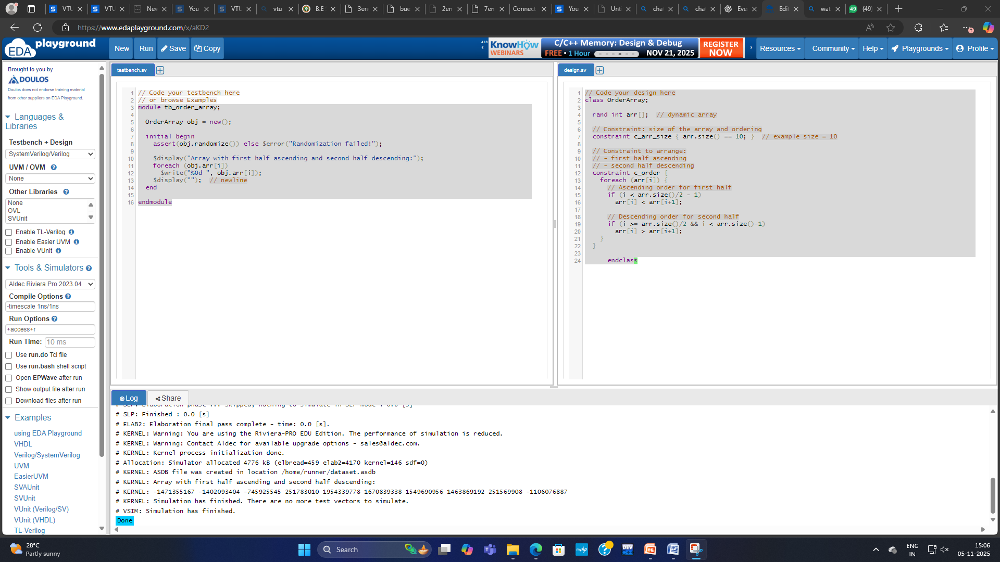 VTU
VTU
New
You
VTU
vtu
B.E
3en
bue
2en
7en
Connect
You
Unt
cha
cha
Eve
Edit
wat
49
(49)
https://www.edaplayground.com/x/aKD2
EDA playground
New
Run
Save
Copy
4 / 8
KnowHow
WEBINARS
C/C++ Memory: Design & Debug
FREE • 1 Hour
NOV 21, 2025
REGISTER
NOW
Resources
Community
Help
Playgrounds
Profile
Brought to you by
DOULOS
Doulos does not endorse training material
from other suppliers on EDA Playground.
Languages &
Libraries
Testbench + Design
SystemVerilog/Verilog
UVM / OVM
None
Other Libraries
None
OVL
SVUnit
Enable TL-Verilog
Enable Easier UVM
Enable VUnit
Tools & Simulators
Aldec Riviera Pro 2023.04
Compile Options
-timescale 1ns/1ns
Run Options
+access+r
Run Time: 10 ms
Use run.do Tcl file
Use run.bash shell script
Open EPWave after run
Show output file after run
Download files after run
Examples
using EDA Playground
VHDL
Verilog/SystemVerilog
UVM
EasierUVM
SVAUnit
SVUnit
VUnit (Verilog/SV)
VUnit (VHDL)
TL-Verilog
testbench.sv
1 // Code your testbench here
2 // or browse Examples
3 module tb_order_array;
4
5 OrderArray obj = new();
6
7 initial begin
8 assert(obj.randomize()) else $error("Randomization failed!");
9
10 $display("Array with first half ascending and second half descending:");
11 foreach (obj.arr[i])
12 $write("%0d ", obj.arr[i]);
13 $display(""); // newline
14 end
15
16 endmodule
design.sv
1 // Code your design here
2 class OrderArray;
3
4 rand int arr[]; // dynamic array
5
6 // Constraint: size of the array and ordering
7 constraint c_arr_size { arr.size() == 10; } // example size = 10
8
9 // Constraint to arrange:
10 // - first half ascending
11 // - second half descending
12 constraint c_order {
13 foreach (arr[i]) {
14 // Ascending order for first half
15 if (i < arr.size()/2 - 1)
16 arr[i] < arr[i+1];
17
18 // Descending order for second half
19 if (i >= arr.size()/2 && i < arr.size()-1)
20 arr[i] > arr[i+1];
21 }
22 }
23
24 endclass
Log
Share
# SLP: Elaboration phase ... skipped, nothing to simulate in SLP mode : 0.0 [s]
# SLP: Finished : 0.0 [s]
# ELAB2: Elaboration final pass complete - time: 0.0 [s].
# KERNEL: Warning: You are using the Riviera-PRO EDU Edition. The performance of simulation is reduced.
# KERNEL: Warning: Contact Aldec for available upgrade options - sales@aldec.com.
# KERNEL: Kernel process initialization done.
# Allocation: Simulator allocated 4776 kB (elbread=459 elab2=4170 kernel=146 sdf=0)
# KERNEL: ASDB file was created in location /home/runner/dataset.asdb
# KERNEL: Array with first half ascending and second half descending:
# KERNEL: -1471355167 -1402093404 -745925545 251783010 1954339778 1670839338 1549690956 1463869192 251569908 -1106076887
# KERNEL: Simulation has finished. There are no more test vectors to simulate.
# VSIM: Simulation has finished.
Done
28°C
Partly sunny
Search
myhp
DEV
ENG
IN
15:06
05-11-2025